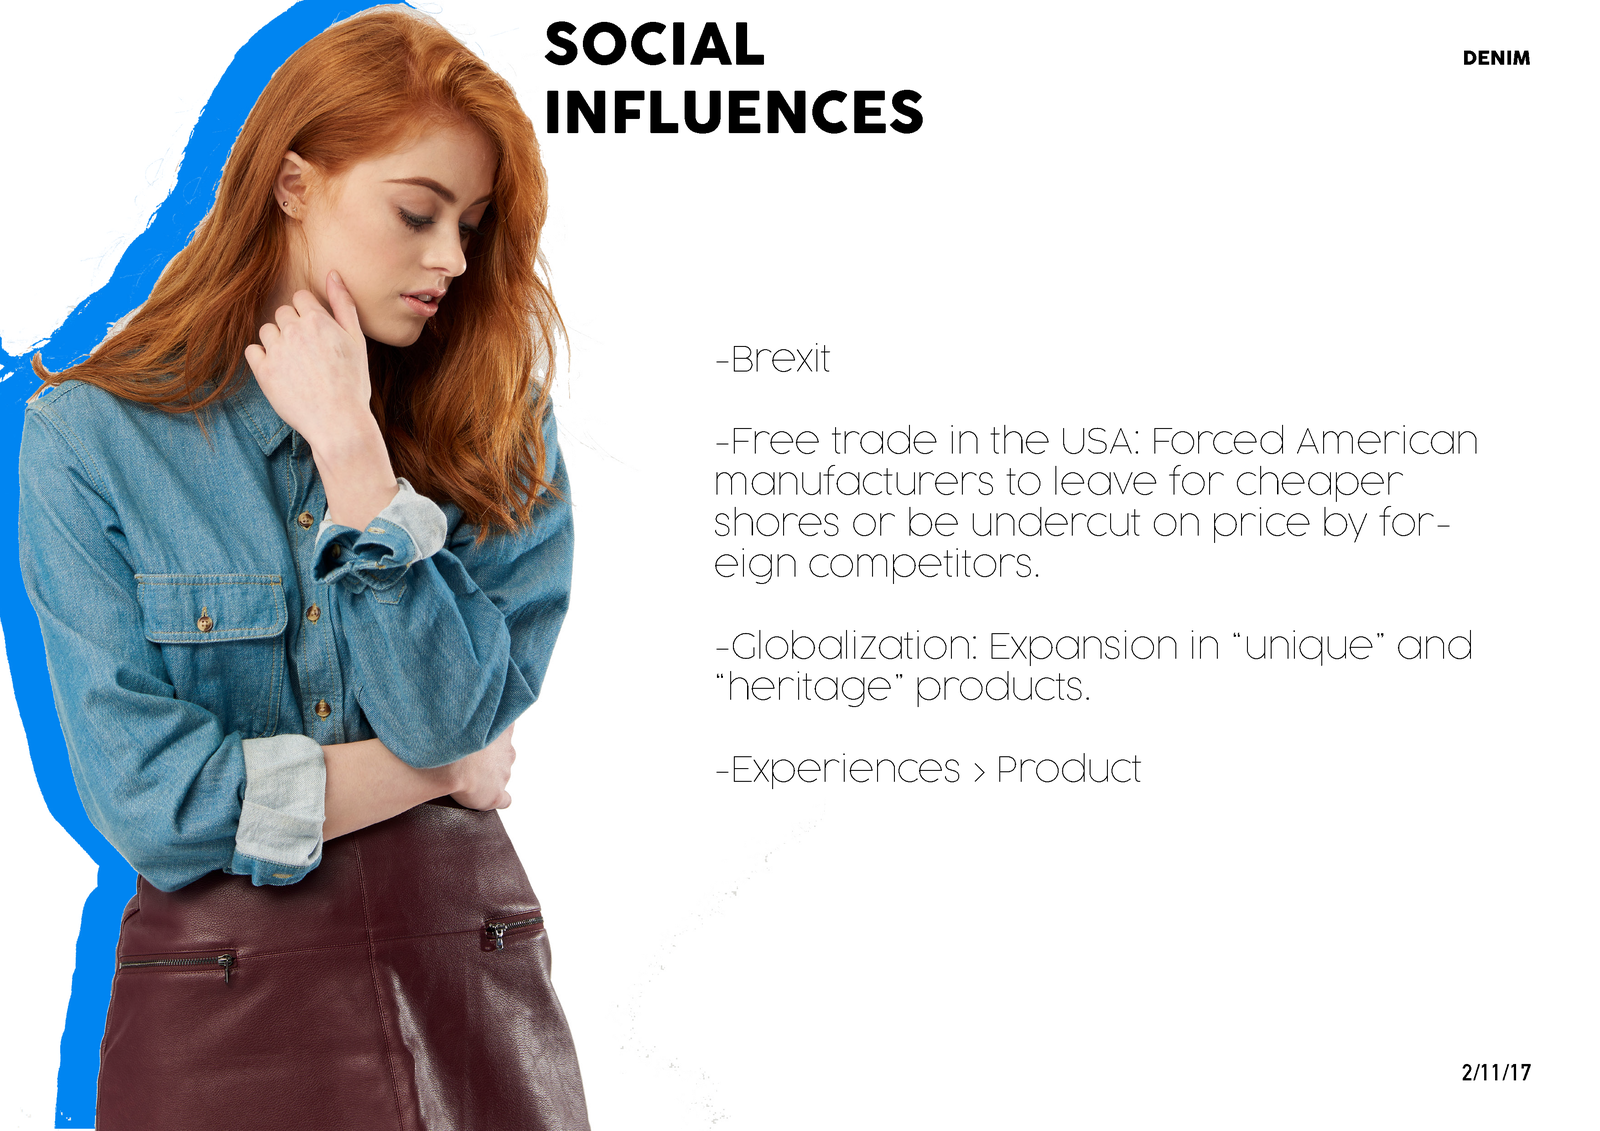 SOCIAL
INFLUENCES
DENIM
-Brexit
-Free trade in the USA: Forced American
manufacturers to leave for cheaper
shores or be undercut on price by for-
eign competitors.
-Globalization: Expansion in “unique” and
“heritage” products.
-Experiences > Product
2/11/17